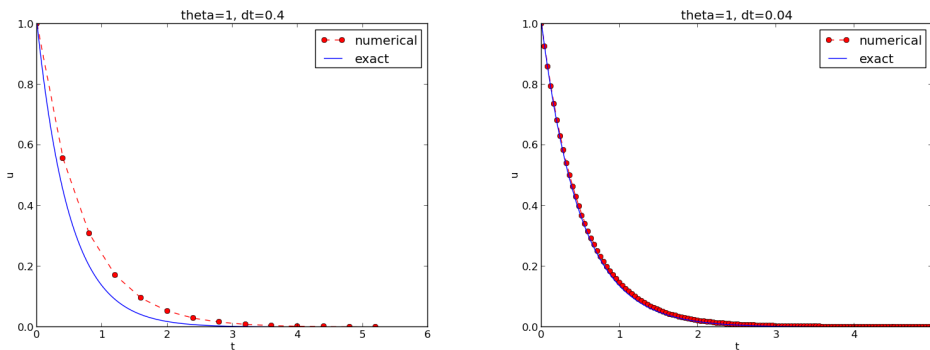 theta=1, dt=0.4
numerical
exact
1.0
0.8
0.6
0.4
0.2
0.0
u
0 1 2 3 4 5 6
t
theta=1, dt=0.04
numerical
exact
1.0
0.8
0.6
0.4
0.2
0.0
u
0 1 2 3 4
t